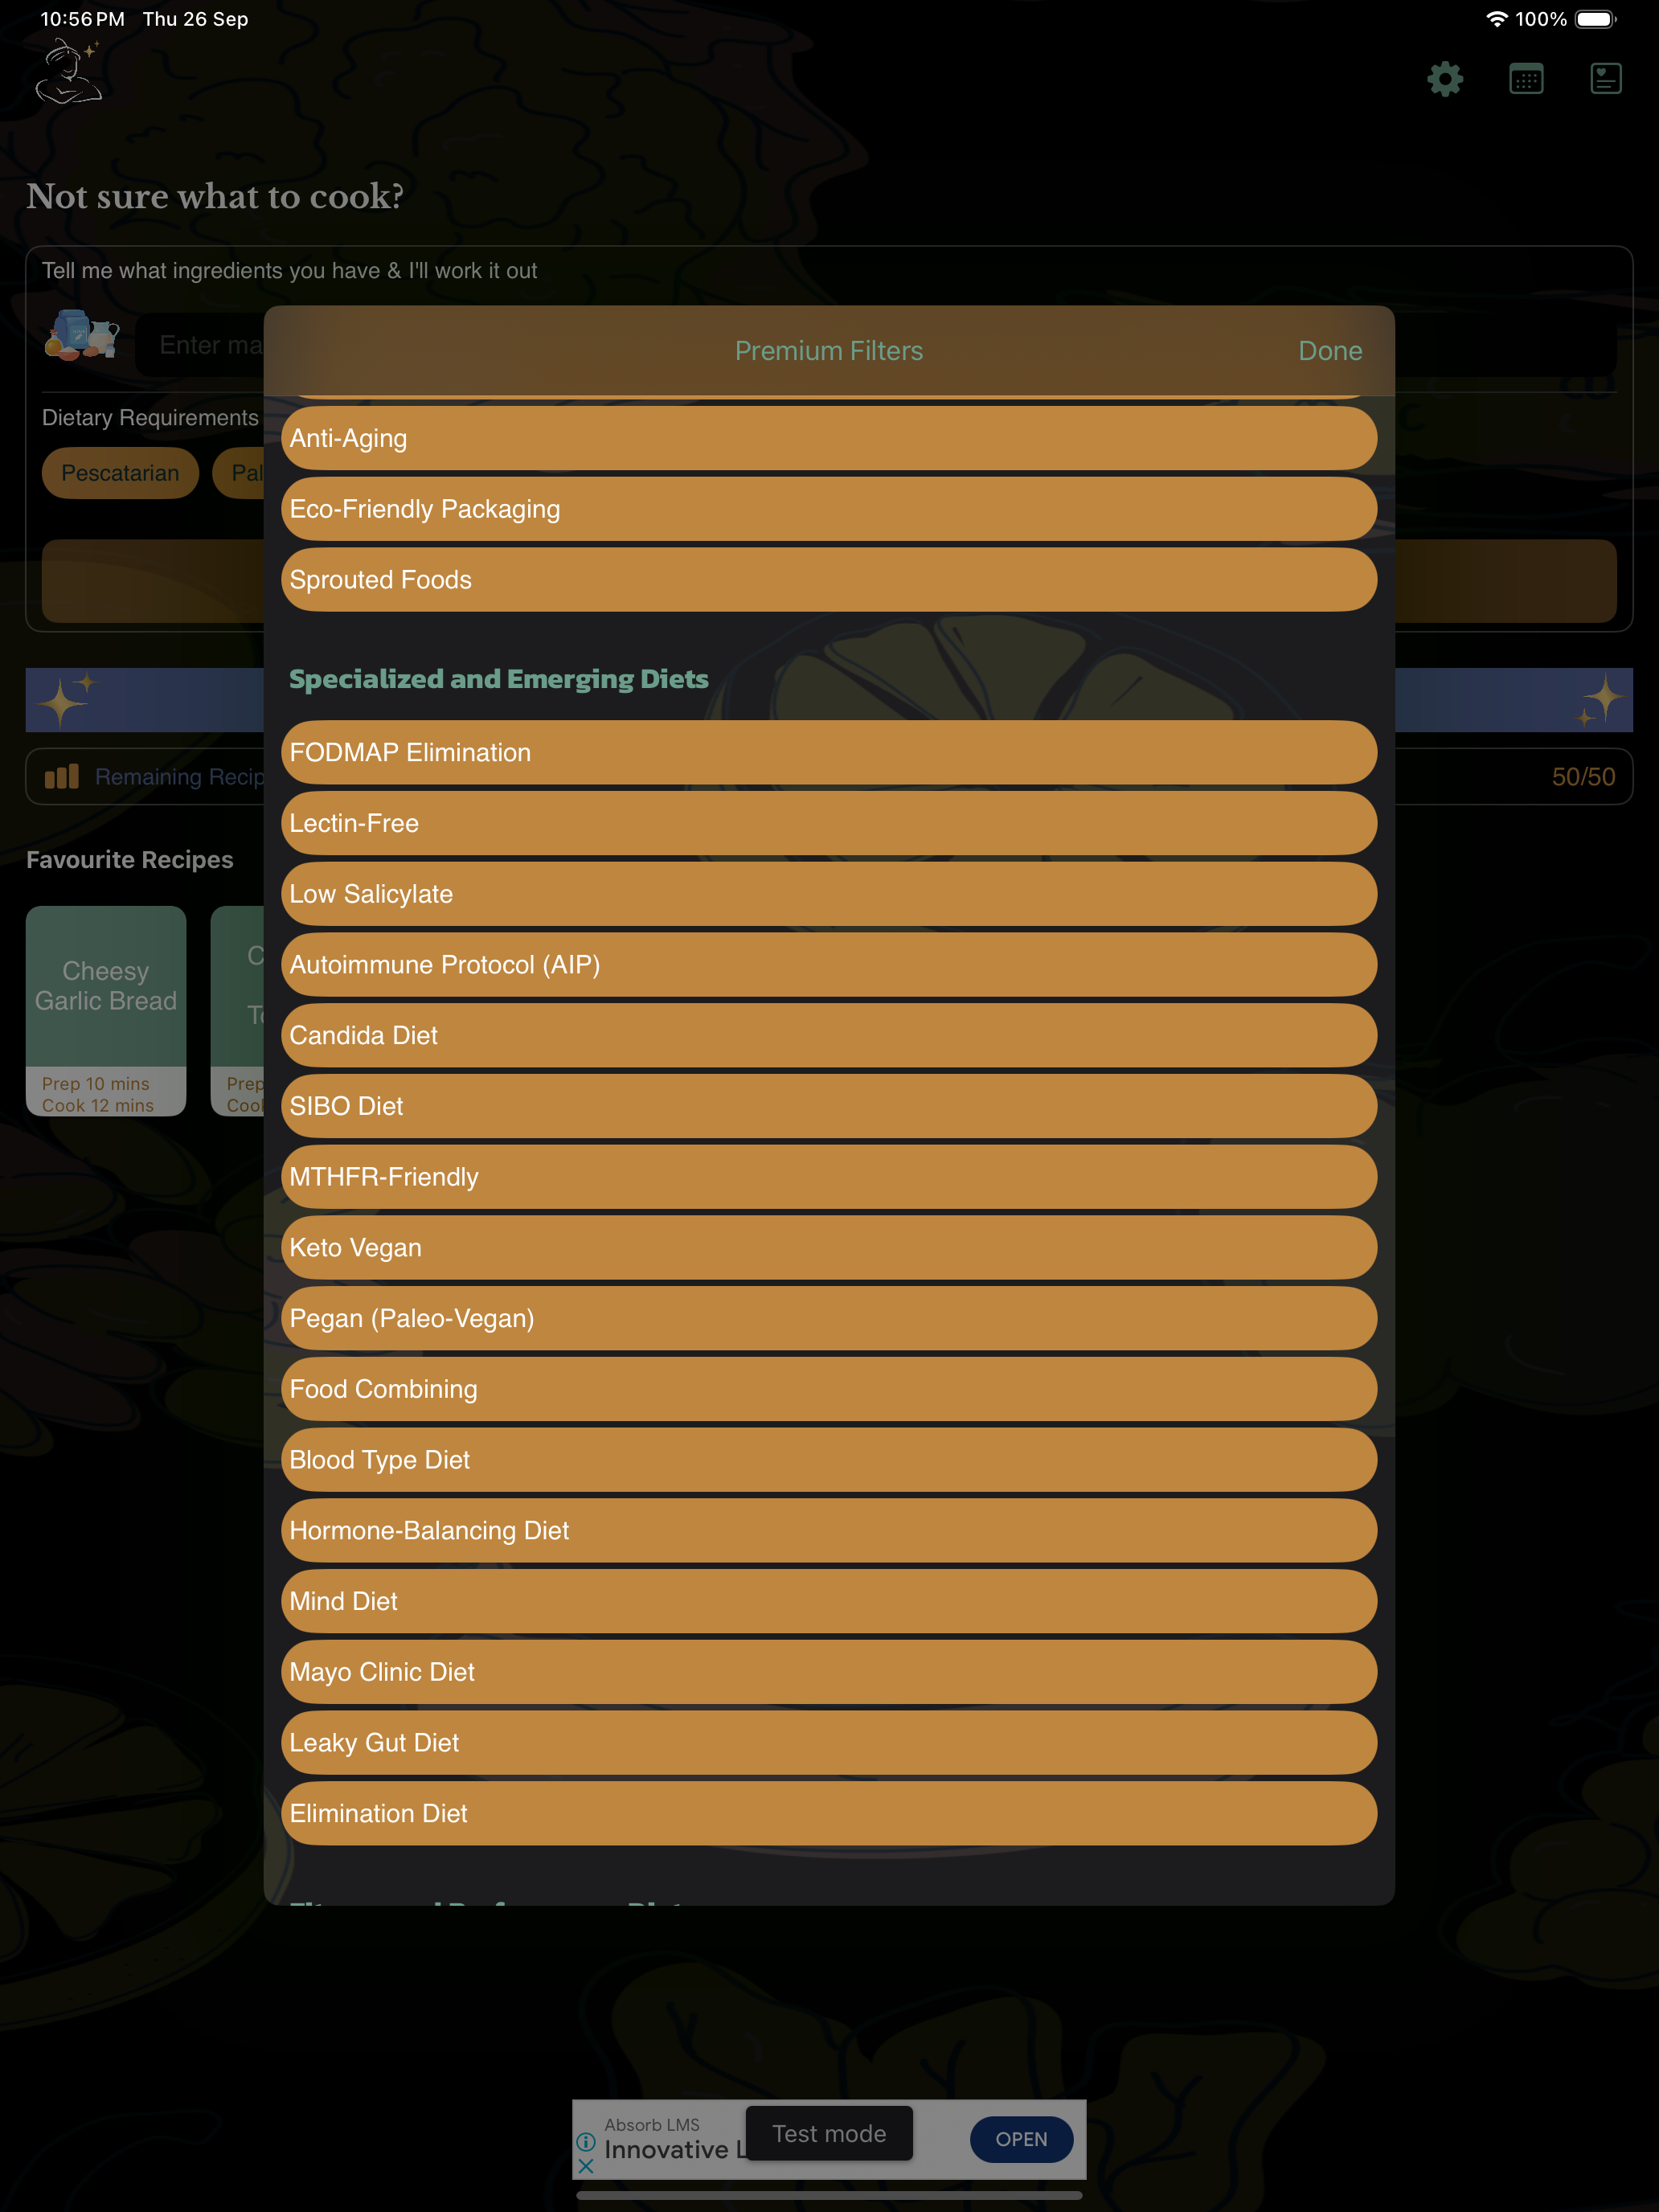 10:56 PM Thu 26 Sep 100%
Not sure what to cook?
Tell me what ingredients you have & I'll work it out
Enter
Premium Filters
Done
Dietary Requirements
Pescatarian
Anti-Aging
Eco-Friendly Packaging
Sprouted Foods
Specialized and Emerging Diets
FODMAP Elimination
Remaining
50/50
Lectin-Free
Favourite Recipes
Low Salicylate
Cheesy
Garlic Bread
Autoimmune Protocol (AIP)
Candida Diet
Prep 10 mins
Cook 12 mins
Prep
SIBO Diet
MTHFR-Friendly
Keto Vegan
Pegan (Paleo-Vegan)
Food Combining
Blood Type Diet
Hormone-Balancing Diet
Mind Diet
Mayo Clinic Diet
Leaky Gut Diet
Elimination Diet
Absorb LMS
Innovative
Test mode
OPEN